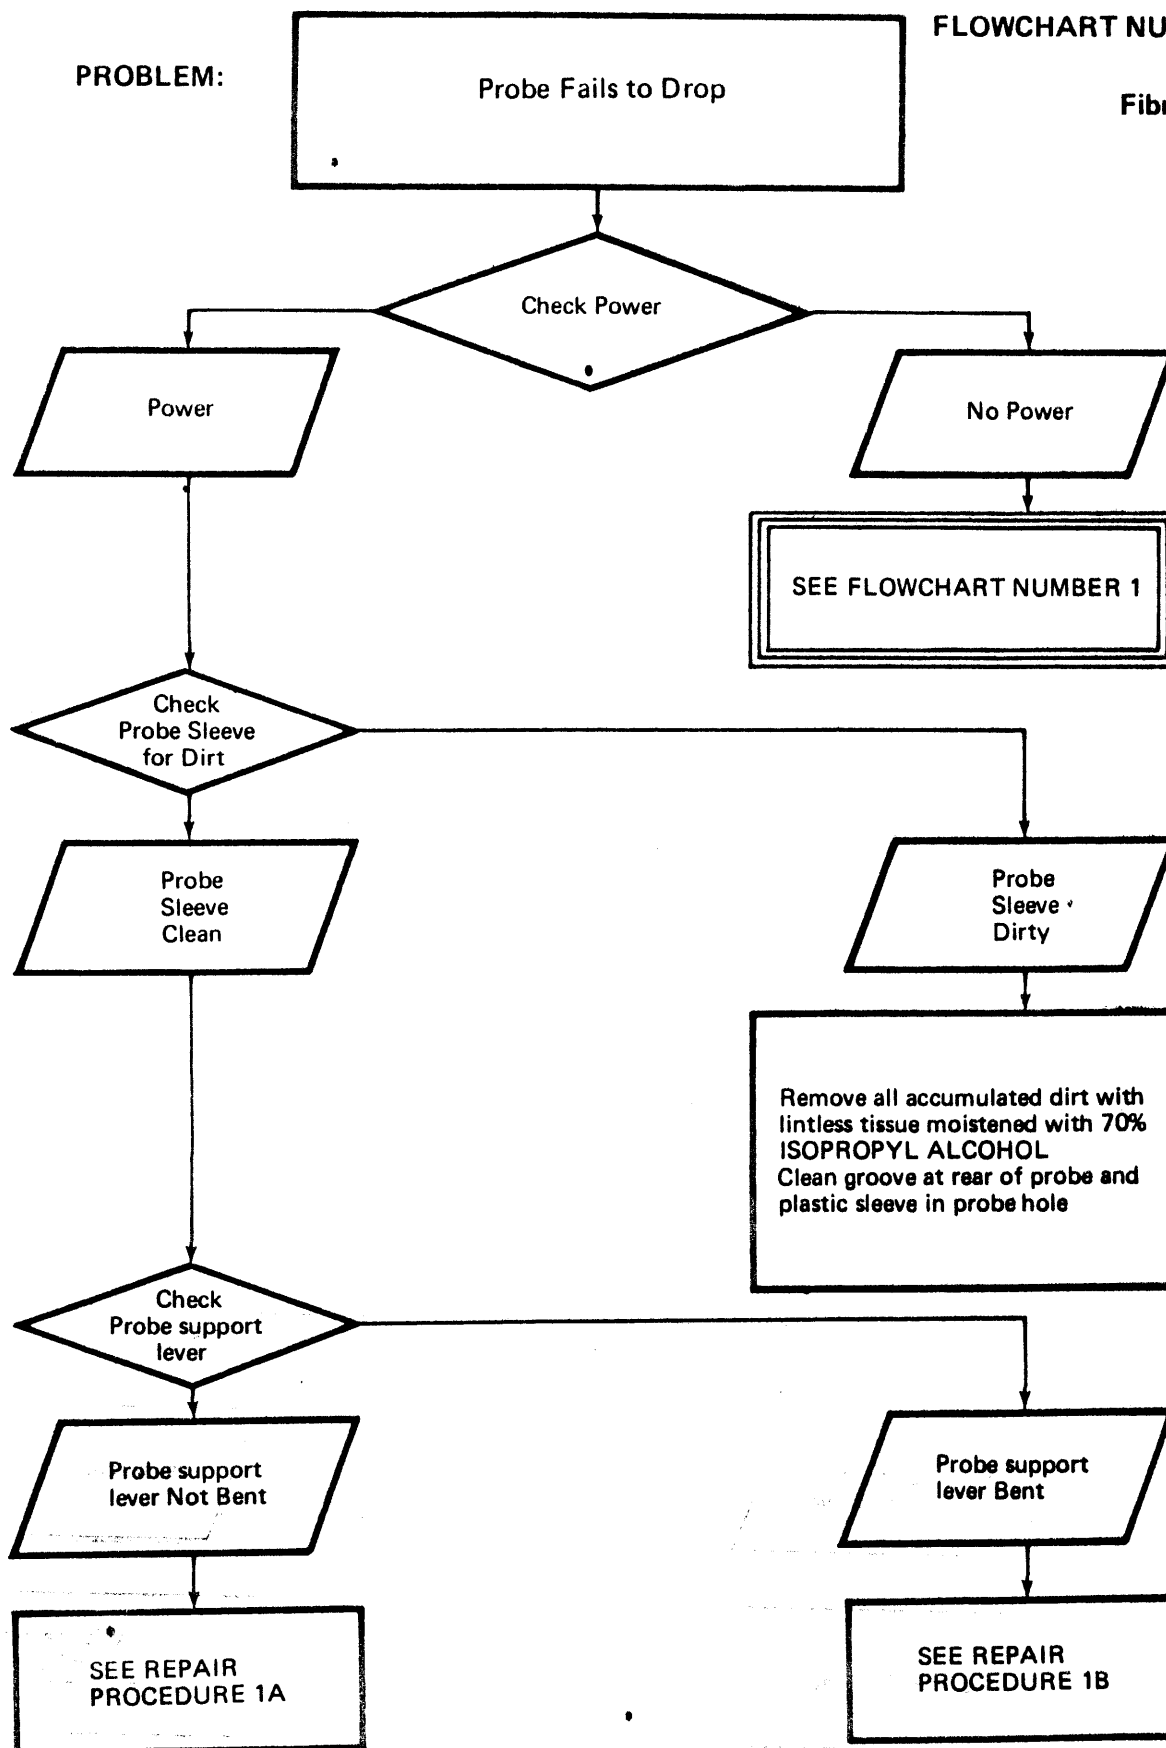 FLOWCHART NU
PROBLEM:
Probe Fails to Drop
Fib
Check Power
Power
No Power
SEE FLOWCHART NUMBER 1
Check
Probe Sleeve
for Dirt
Probe
Sleeve
Clean
Probe
Sleeve
Dirty
Remove all accumulated dirt with
lintless tissue moistened with 70%
ISOPROPYL ALCOHOL
Clean groove at rear of probe and
plastic sleeve in probe hole
Check
Probe support
lever
Probe support
lever Not Bent
Probe support
lever Bent
SEE REPAIR
PROCEDURE 1A
SEE REPAIR
PROCEDURE 1B